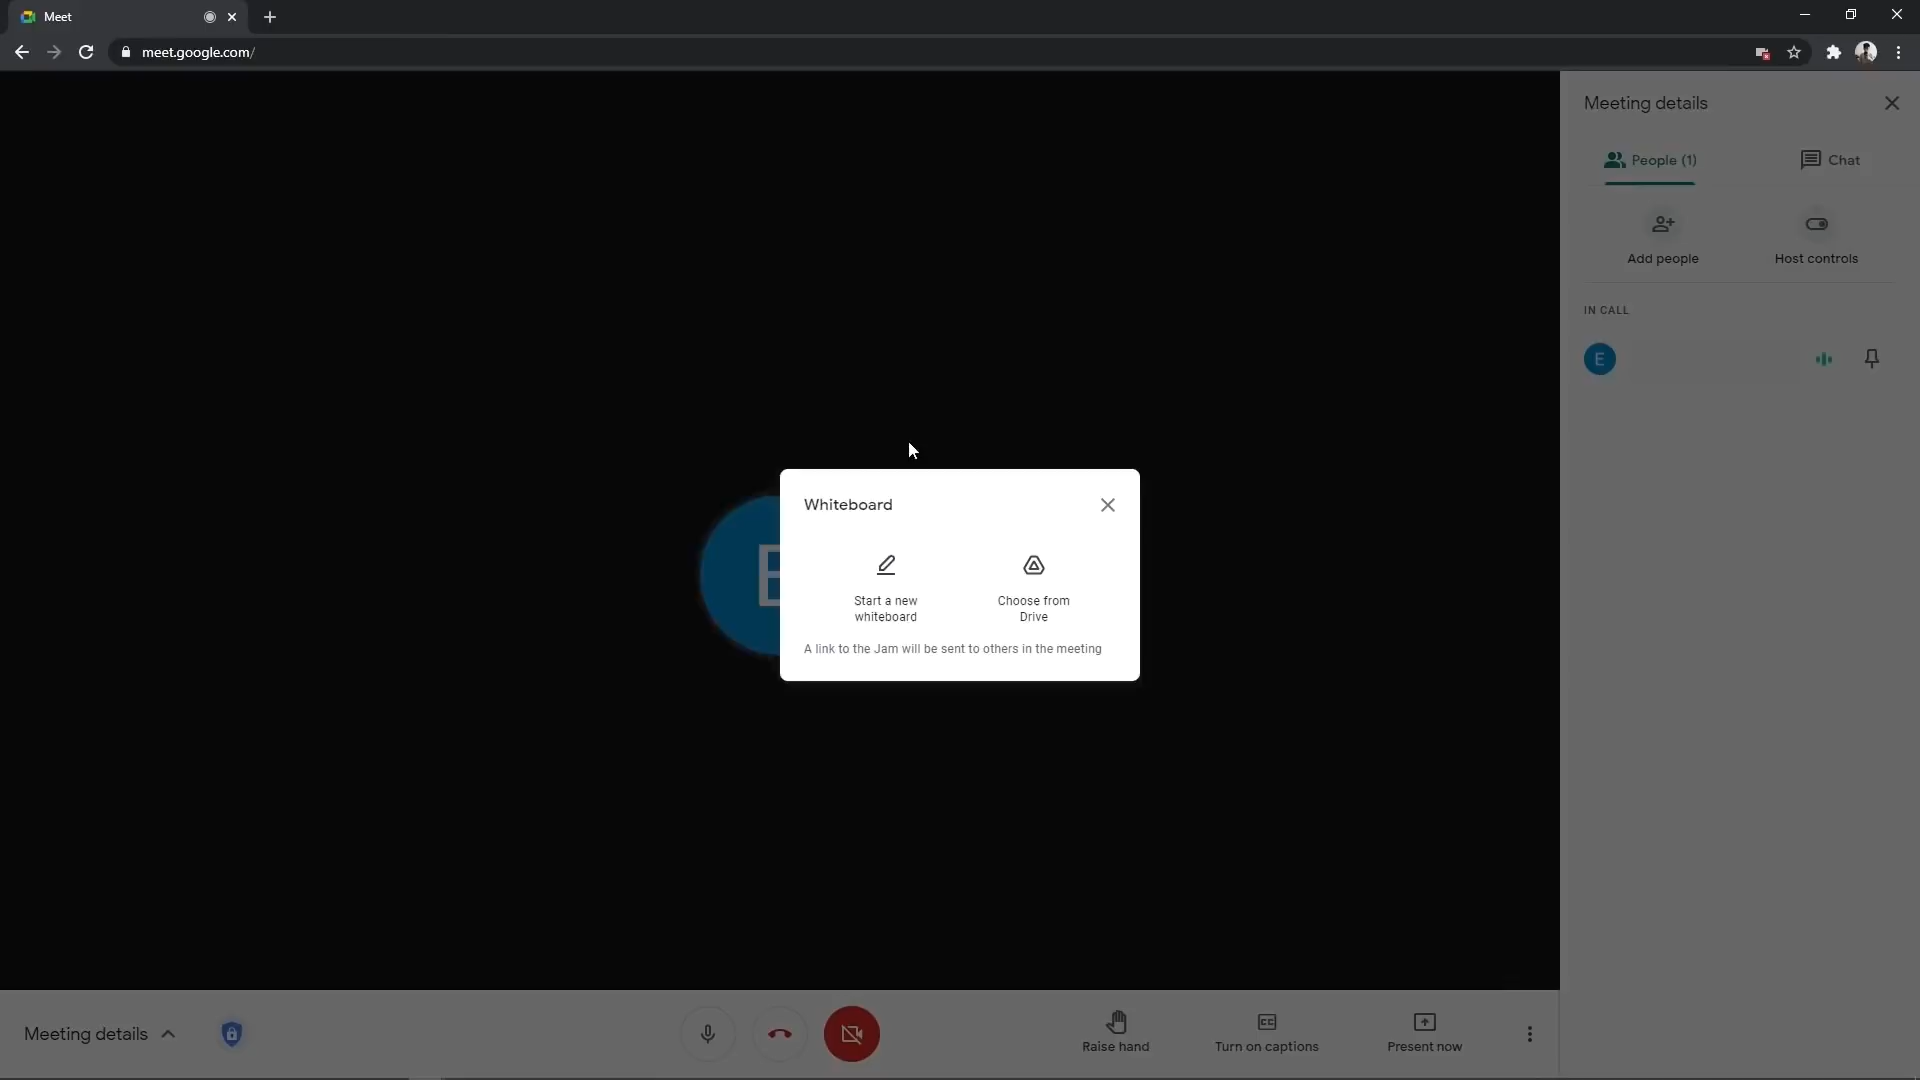 Meet
meet.google.com/
Meeting details
People (1)
Chat
Add people
Host controls
IN CALL
E
E
Whiteboard
Start a new
whiteboard
Choose from
Drive
A link to the Jam will be sent to others in the meeting
Meeting details
Raise hand
Turn on captions
Present now